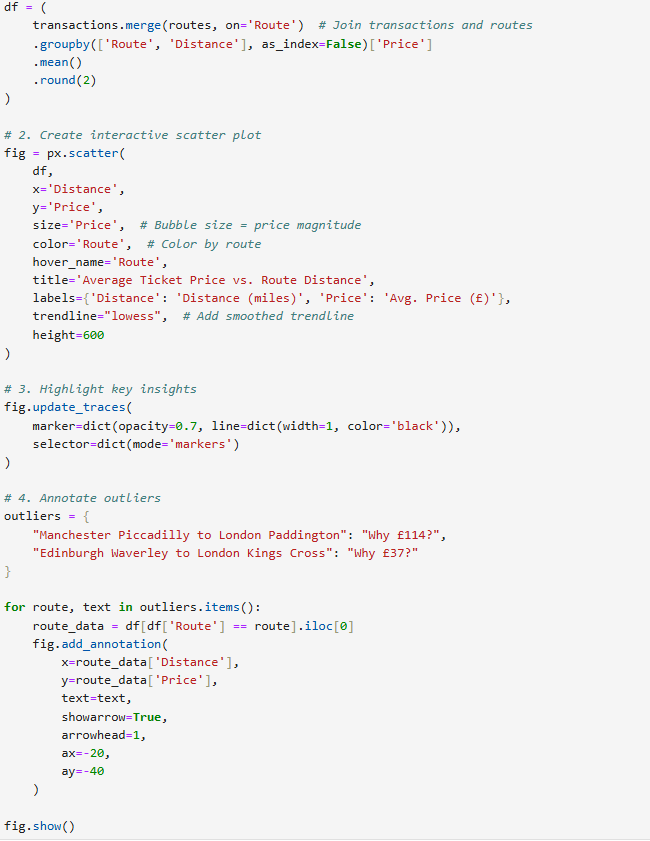 df = (
    transactions.merge(routes, on='Route')  # Join transactions and routes
    .groupby(['Route', 'Distance'], as_index=False)['Price']
    .mean()
    .round(2)
)

# 2. Create interactive scatter plot
fig = px.scatter(
    df,
    x='Distance',
    y='Price',
    size='Price',  # Bubble size = price magnitude
    color='Route',  # Color by route
    hover_name='Route',
    title='Average Ticket Price vs. Route Distance',
    labels={'Distance': 'Distance (miles)', 'Price': 'Avg. Price (£)'},
    trendline="lowess",  # Add smoothed trendline
    height=600
)

# 3. Highlight key insights
fig.update_traces(
    marker=dict(opacity=0.7, line=dict(width=1, color='black')),
    selector=dict(mode='markers')
)

# 4. Annotate outliers
outliers = {
    "Manchester Piccadilly to London Paddington": "Why £114?",
    "Edinburgh Waverley to London Kings Cross": "Why £37?"
}

for route, text in outliers.items():
    route_data = df[df['Route'] == route].iloc[0]
    fig.add_annotation(
        x=route_data['Distance'],
        y=route_data['Price'],
        text=text,
        showarrow=True,
        arrowhead=1,
        ax=-20,
        ay=-40
    )

fig.show()